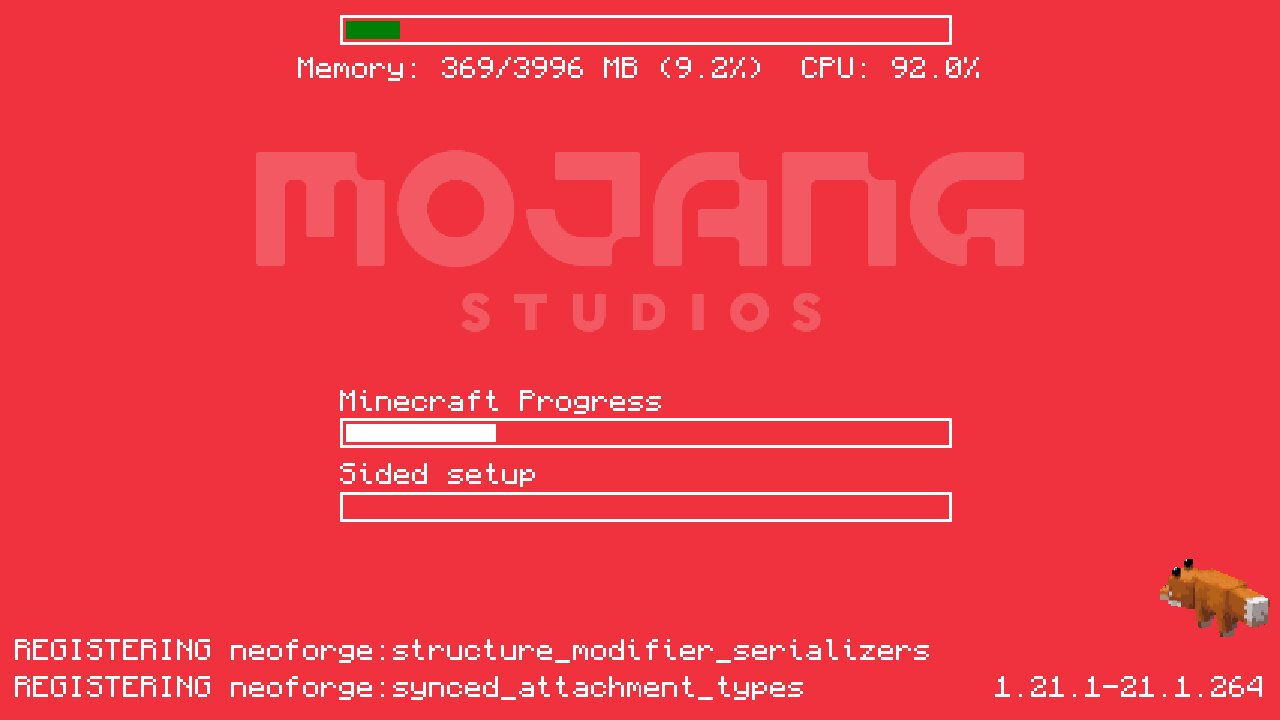 Memory: 369/3996 MB (9.2%)  CPU: 92.0%
MOJANG
STUDIOS
Minecraft Progress
Sided setup
REGISTERING neoforge:structure_modifier_serializers
REGISTERING neoforge:synced_attachment_types
1.21.1-21.1.264